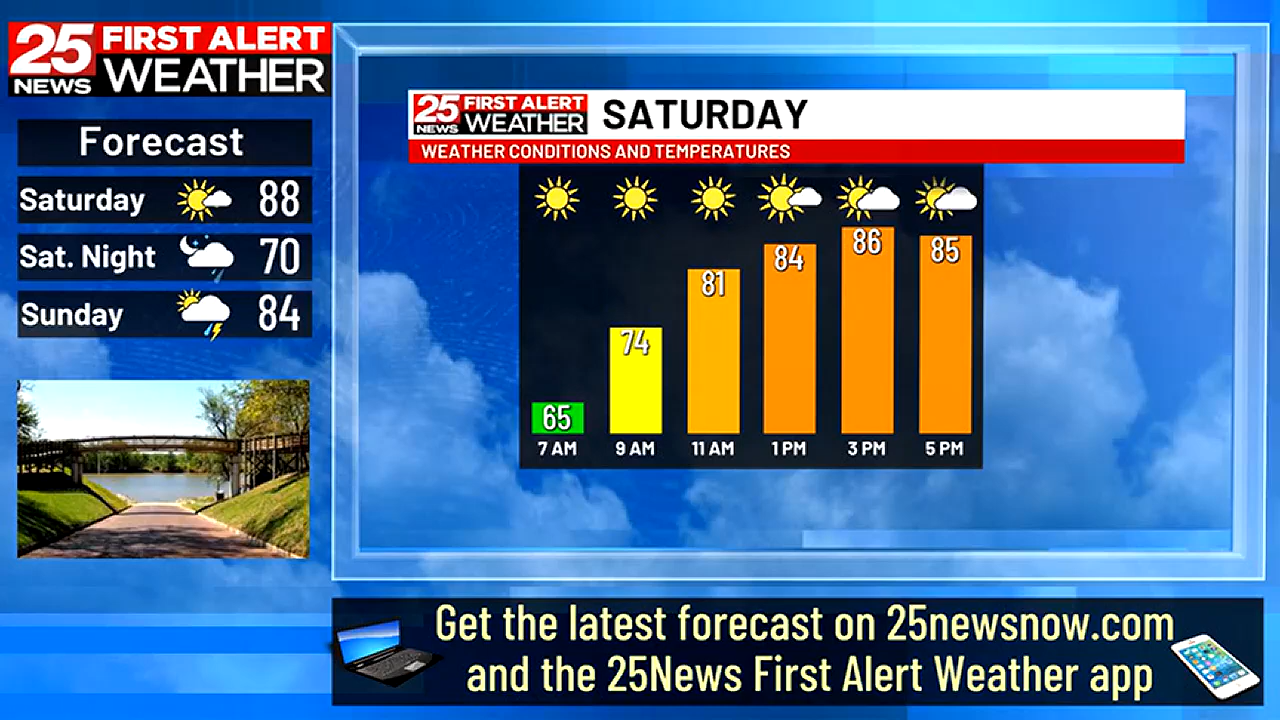 25 FIRST ALERT
NEWS WEATHER
Forecast
Saturday 88
Sat. Night 70
Sunday 84
25 FIRST ALERT
NEWS WEATHER
SATURDAY
WEATHER CONDITIONS AND TEMPERATURES
65 74 81 84 86 85
7 AM 9 AM 11 AM 1 PM 3 PM 5 PM
Get the latest forecast on 25newsnow.com
and the 25News First Alert Weather app